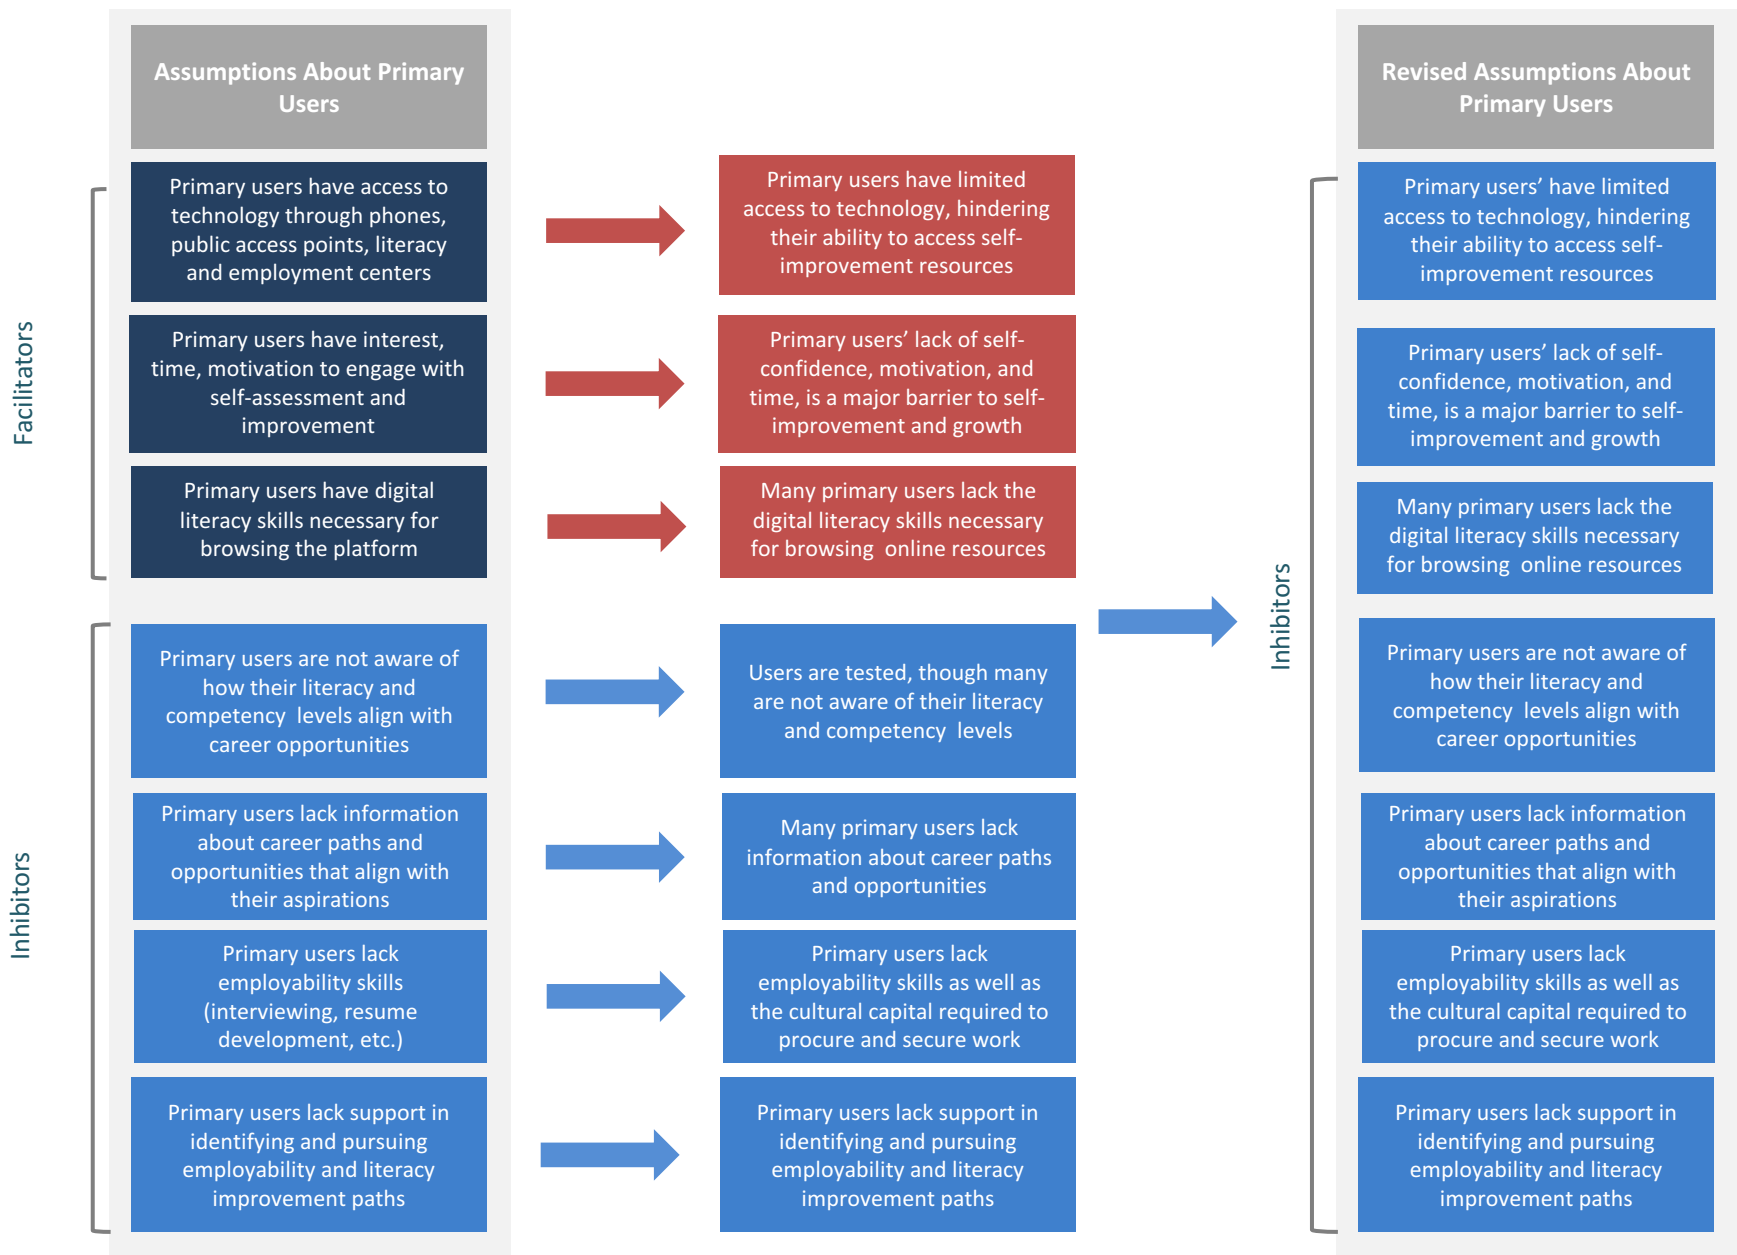 Assumptions About Primary
Users
Facilitators
Primary users have access to
technology through phones,
public access points, literacy
and employment centers
Primary users have interest,
time, motivation to engage with
self-assessment and
improvement
Primary users have digital
literacy skills necessary for
browsing the platform
Inhibitors
Primary users are not aware of
how their literacy and
competency levels align with
career opportunities
Primary users lack information
about career paths and
opportunities that align with
their aspirations
Primary users lack
employability skills
(interviewing, resume
development, etc.)
Primary users lack support in
identifying and pursuing
employability and literacy
improvement paths
Primary users have limited
access to technology, hindering
their ability to access self-
improvement resources
Primary users’ lack of self-
confidence, motivation, and
time, is a major barrier to self-
improvement and growth
Many primary users lack the
digital literacy skills necessary
for browsing online resources
Users are tested, though many
are not aware of their literacy
and competency levels
Many primary users lack
information about career paths
and opportunities
Primary users lack
employability skills as well as
the cultural capital required to
procure and secure work
Primary users lack support in
identifying and pursuing
employability and literacy
improvement paths
Revised Assumptions About
Primary Users
Inhibitors
Primary users’ have limited
access to technology, hindering
their ability to access self-
improvement resources
Primary users’ lack of self-
confidence, motivation, and
time, is a major barrier to self-
improvement and growth
Many primary users lack the
digital literacy skills necessary
for browsing online resources
Primary users are not aware of
how their literacy and
competency levels align with
career opportunities
Primary users lack information
about career paths and
opportunities that align with
their aspirations
Primary users lack
employability skills as well as
the cultural capital required to
procure and secure work
Primary users lack support in
identifying and pursuing
employability and literacy
improvement paths